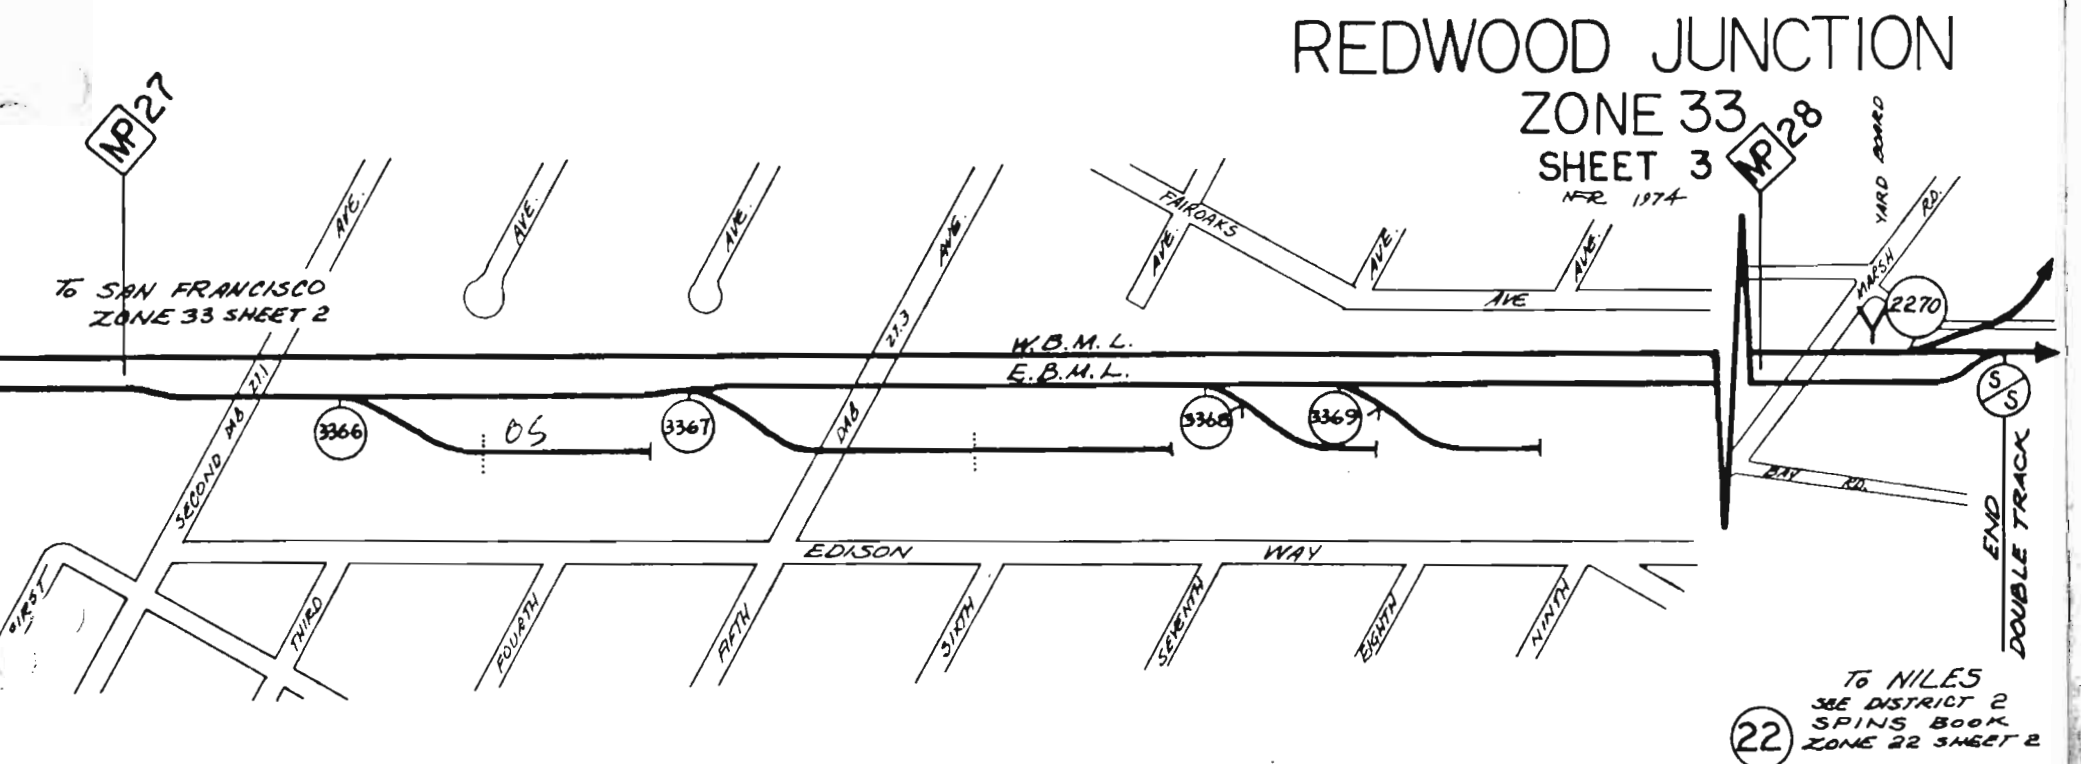 REDWOOD JUNCTION
ZONE 33
SHEET 3
NFR 1974
MP 27
MP 28
YARD BOARD
TO SAN FRANCISCO
ZONE 33 SHEET 2
AVE.
AVE.
AVE.
AVE.
FAIROAKS
AVE.
AVE.
AVE.
AVE
MARSH RD.
2270
W.B.M.L.
E.B.M.L.
SECOND
DAB 27.1
DAB 27.3
3366
OS
3367
3368
3369
S/S
BAY RD.
END
DOUBLE TRACK
EDISON WAY
FIRST
THIRD
FOURTH
FIFTH
SIXTH
SEVENTH
EIGHTH
NINTH
TO NILES
SEE DISTRICT 2
SPINS BOOK
ZONE 22 SHEET 2
22